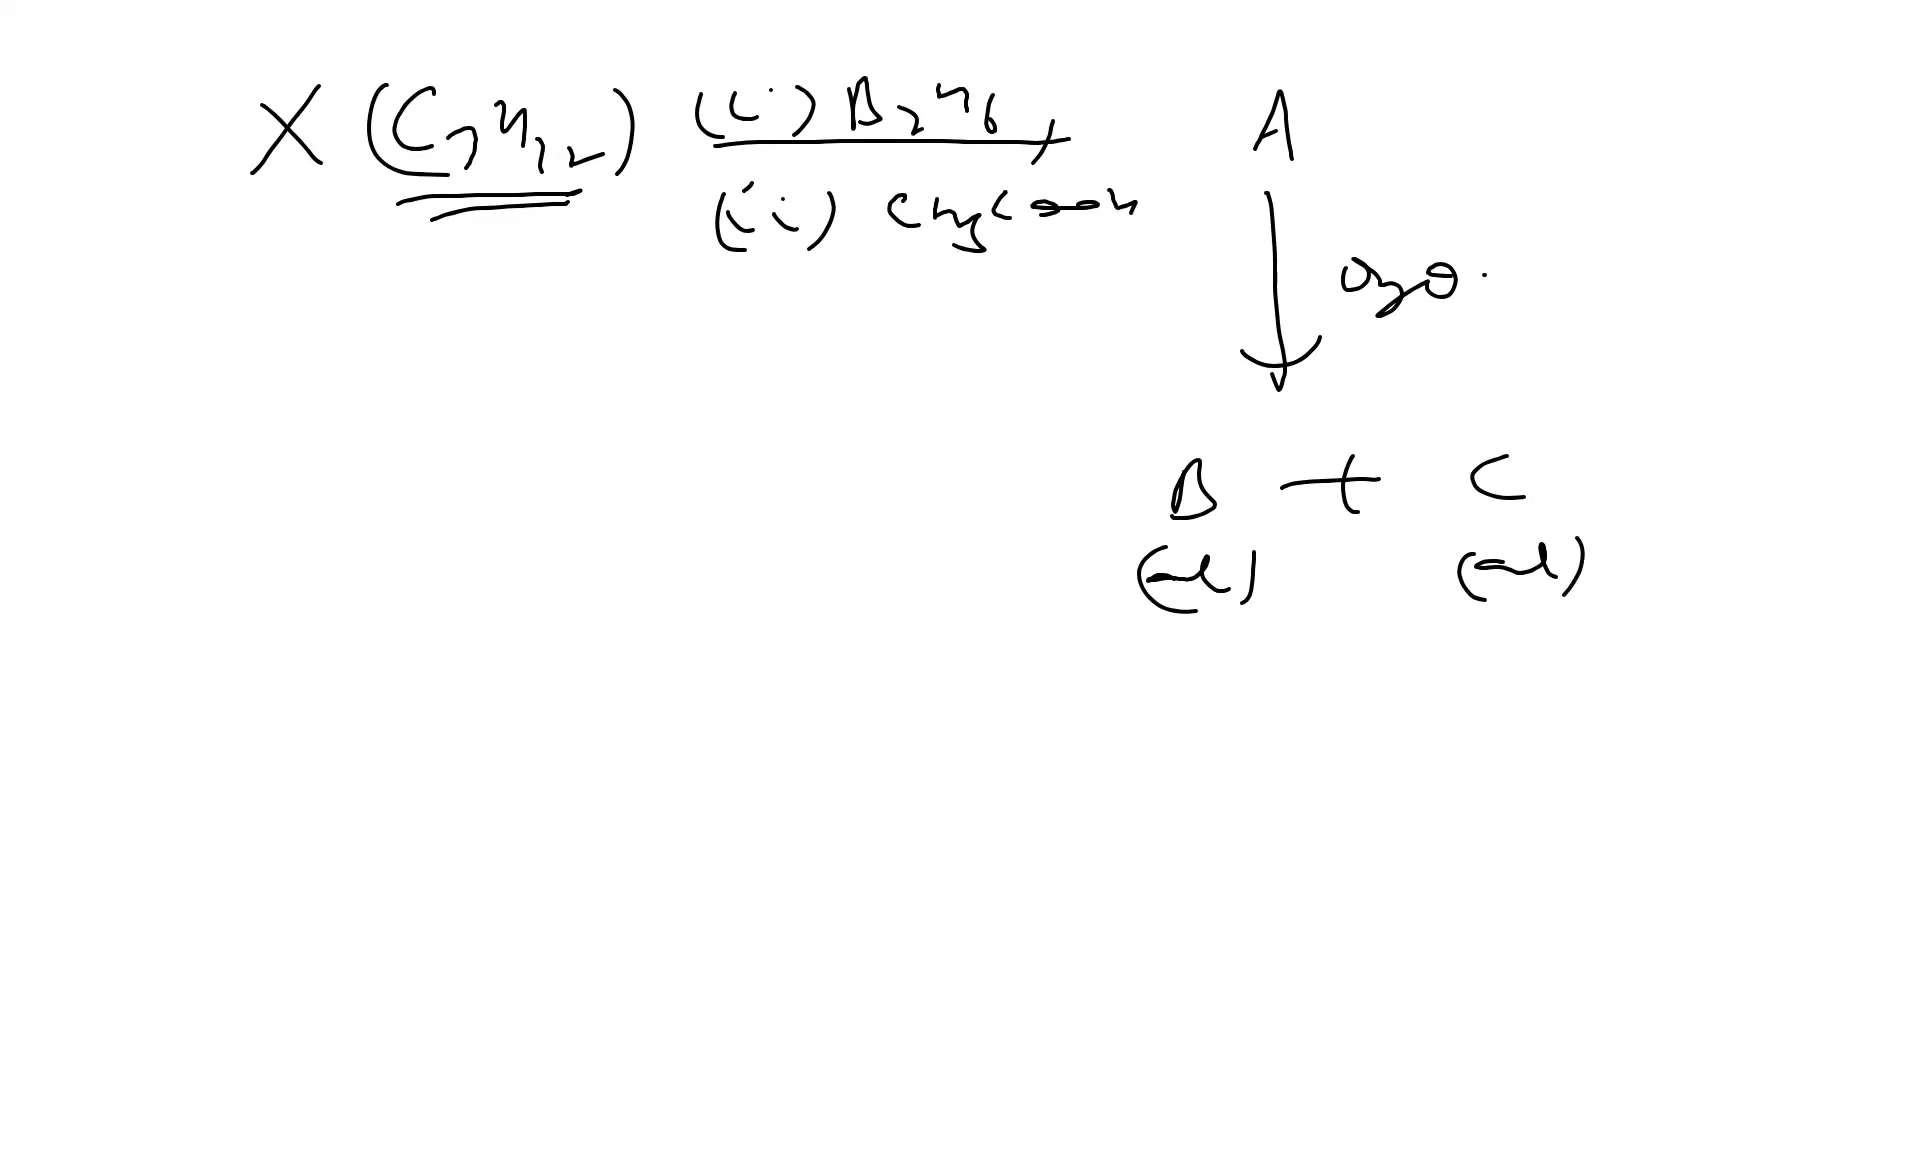 X (C₇H₁₂) (i) B₂H₆ A
(ii) CH₃COOH
Ozo.
B + C
(al) (al)